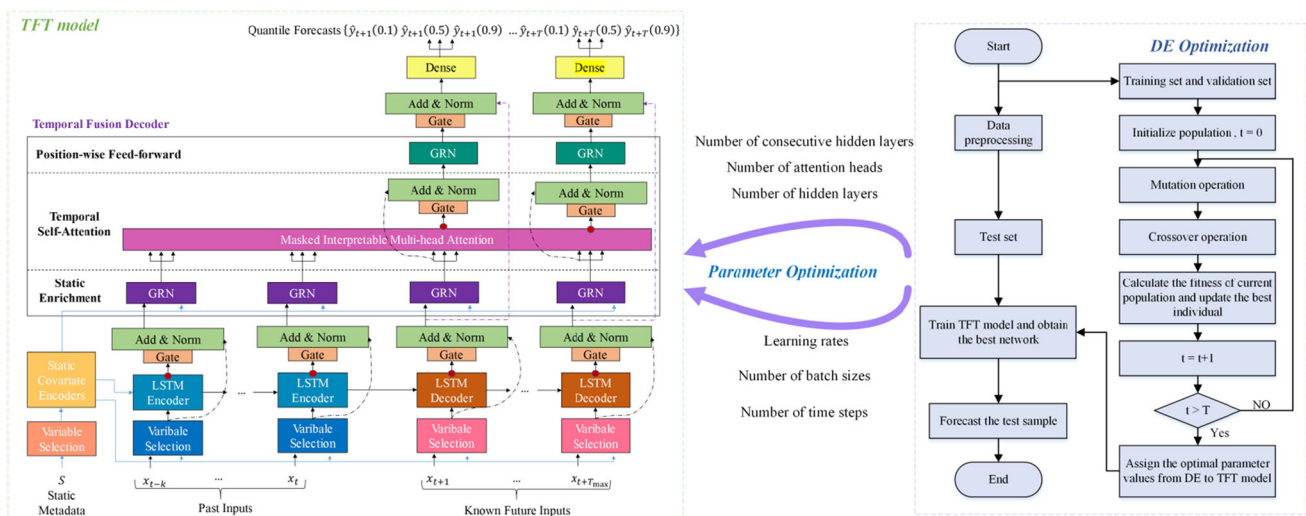 TFT model
Quantile Forecasts {ŷt+1(0.1) ŷt+1(0.5) ŷt+1(0.9) ... ŷt+T(0.1) ŷt+T(0.5) ŷt+T(0.9)}
Dense
Dense
Add & Norm
Add & Norm
Gate
Gate
Temporal Fusion Decoder
Position-wise Feed-forward
GRN
GRN
Add & Norm
Add & Norm
Gate
Gate
Temporal
Self-Attention
Masked Interpretable Multi-head Attention
Static
Enrichment
GRN
GRN
GRN
GRN
Add & Norm
Add & Norm
Add & Norm
Add & Norm
Gate
Gate
Gate
Gate
Static
Covariate
Encoders
LSTM
Encoder
...
LSTM
Encoder
LSTM
Decoder
...
LSTM
Decoder
Variable
Selection
Varibale
Selection
Varibale
Selection
Varibale
Selection
Varibale
Selection
S
Static
Metadata
xt−k
...
xt
xt+1
...
xt+Tmax
Past Inputs
Known Future Inputs
Number of consecutive hidden layers
Number of attention heads
Number of hidden layers
Parameter Optimization
Learning rates
Number of batch sizes
Number of time steps
DE Optimization
Start
Data
preprocessing
Test set
Train TFT model and obtain
the best network
Forecast the test sample
End
Training set and validation set
Initialize population , t = 0
Mutation operation
Crossover operation
Calculate the fitness of current
population and update the best
individual
t = t+1
t > T
NO
Yes
Assign the optimal parameter
values from DE to TFT model